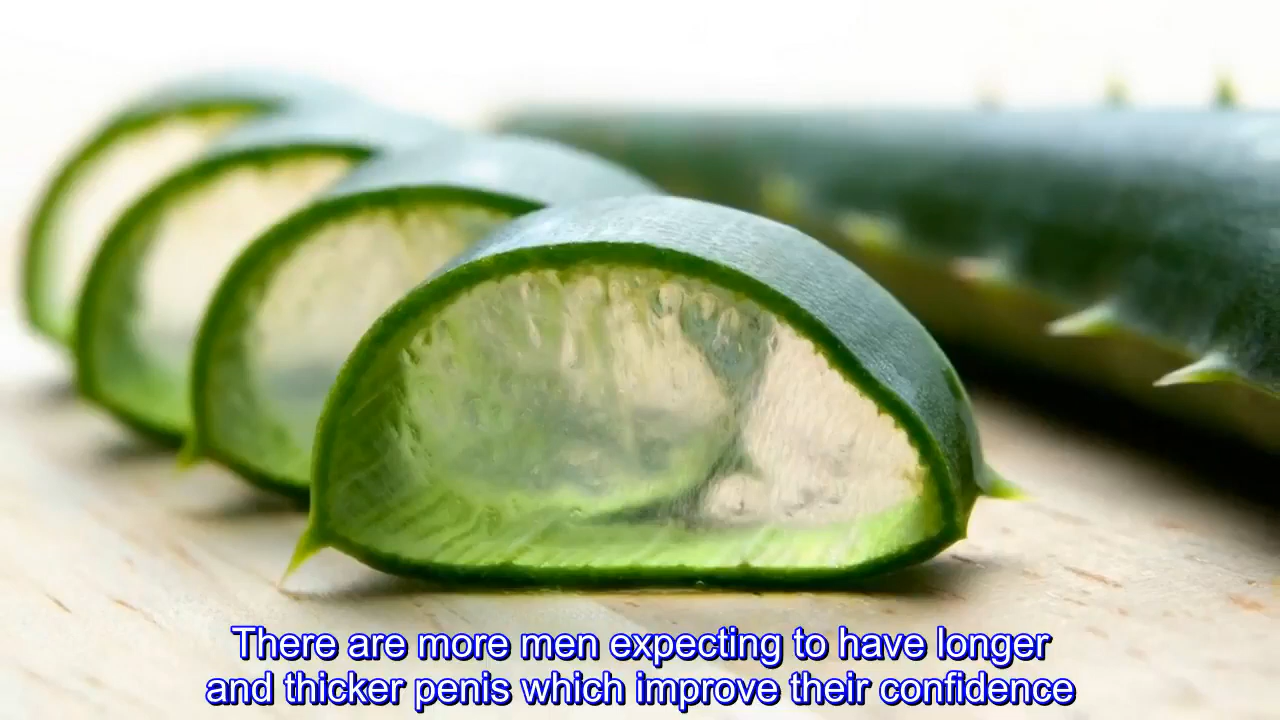 There are more men expecting to have longer
and thicker penis which improve their confidence